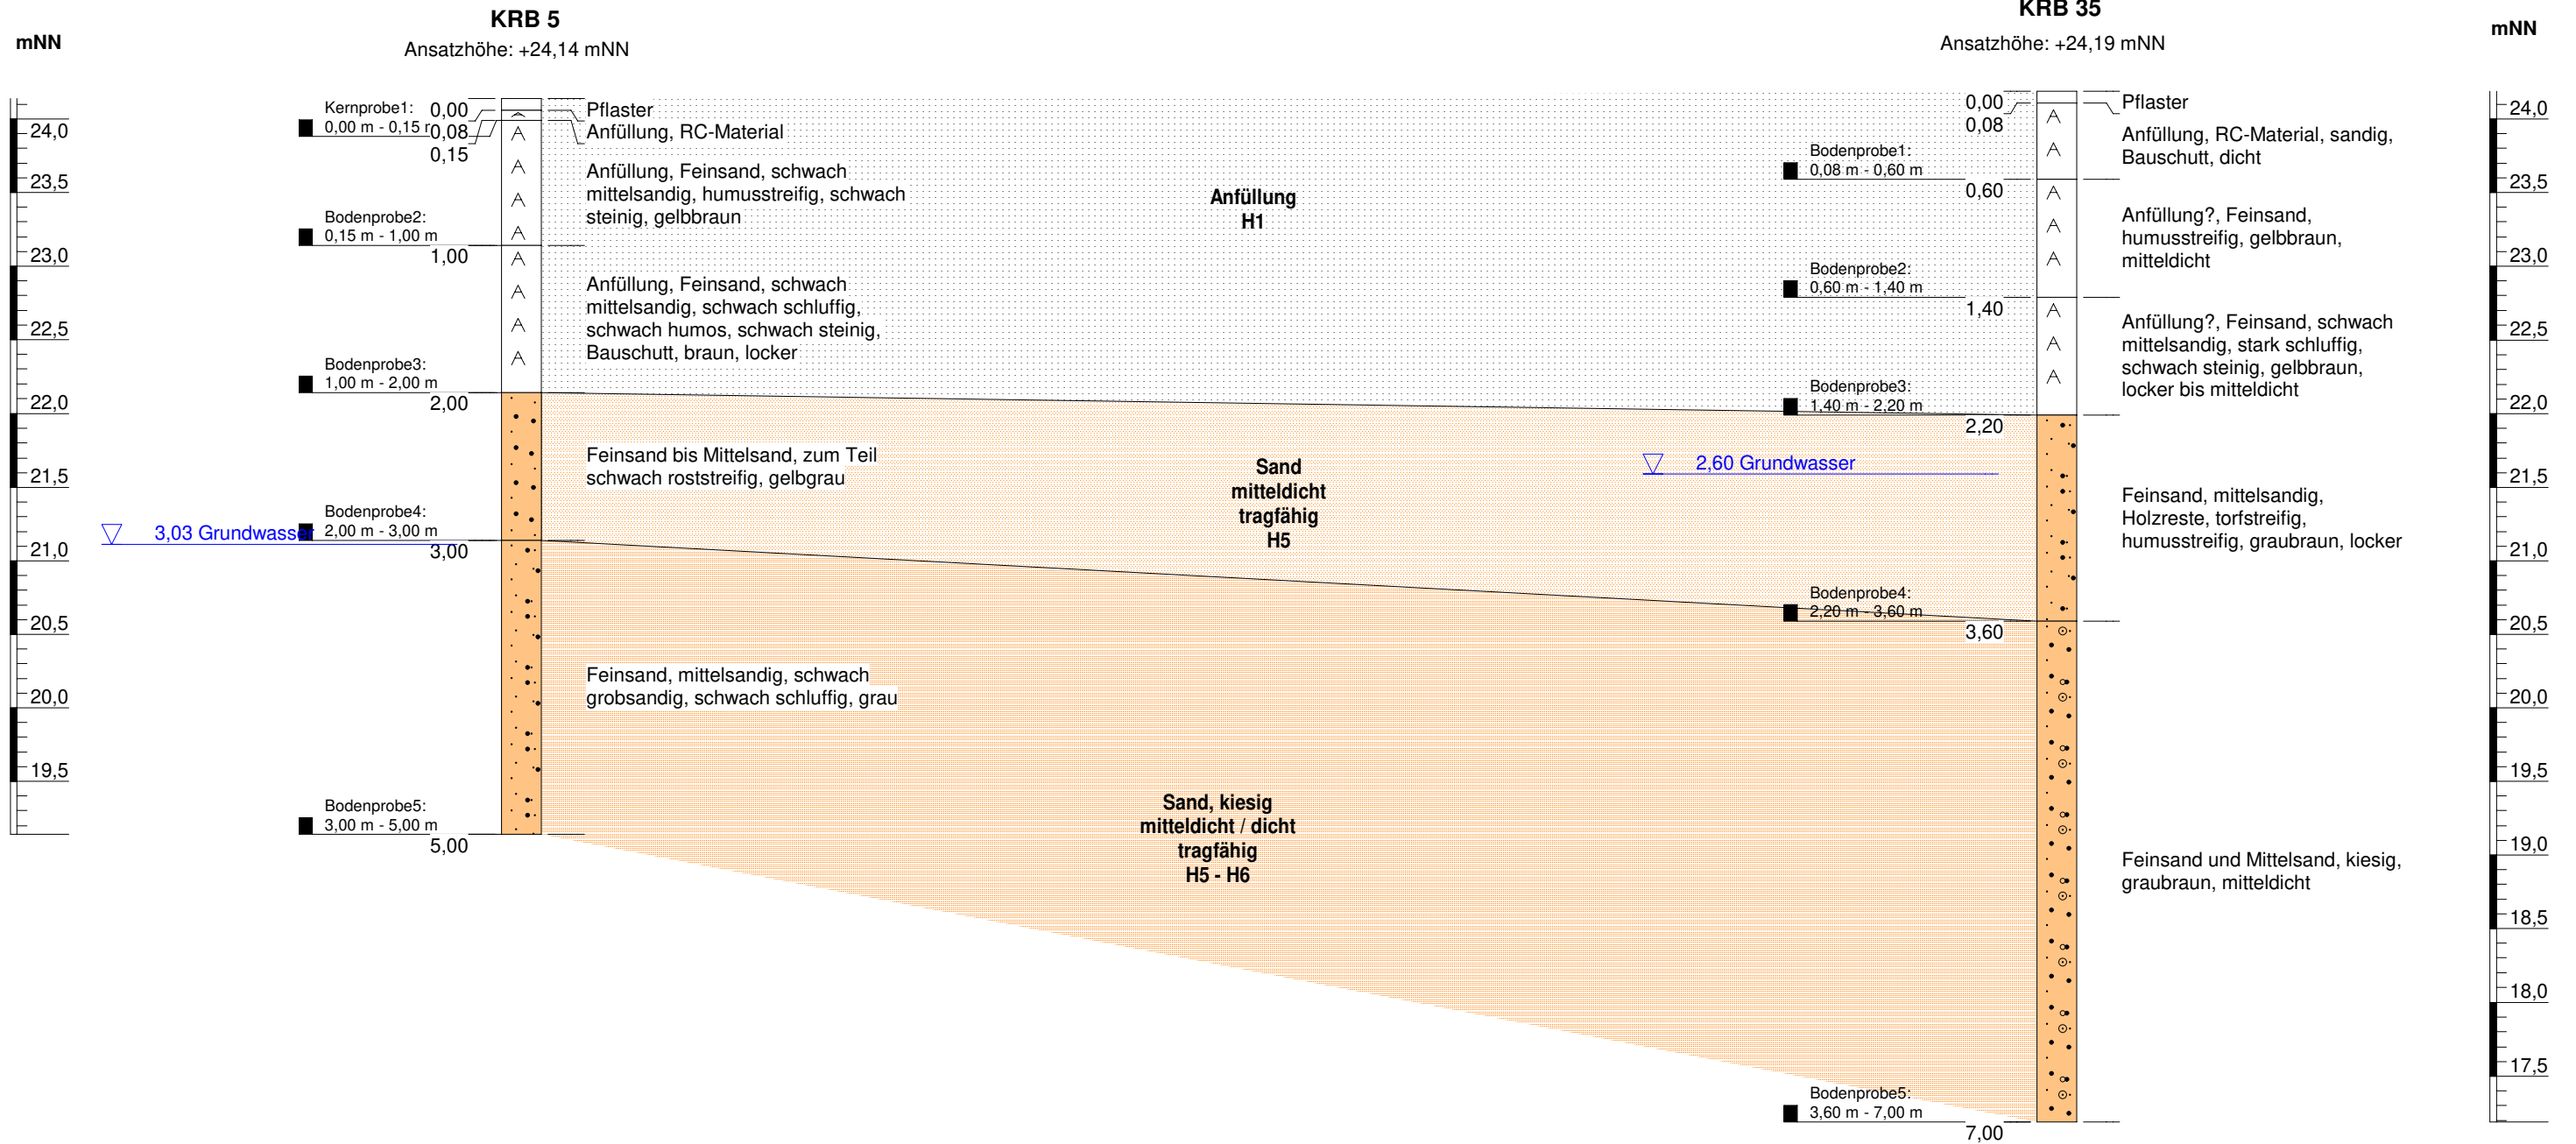 KRB 5
Ansatzhöhe: +24,14 mNN
KRB 35
Ansatzhöhe: +24,19 mNN
mNN
24,0
23,5
23,0
22,5
22,0
21,5
21,0
20,5
20,0
19,5
Kernprobe1:
0,00 m - 0,15 m
Bodenprobe2:
0,15 m - 1,00 m
Bodenprobe3:
1,00 m - 2,00 m
Bodenprobe4:
2,00 m - 3,00 m
3,03 Grundwasser
Bodenprobe5:
3,00 m - 5,00 m
0,00
0,08
0,15
1,00
2,00
3,00
5,00
Pflaster
Anfüllung, RC-Material
Anfüllung, Feinsand, schwach
mittelsandig, humusstreifig, schwach
steinig, gelbbraun
Anfüllung, Feinsand, schwach
mittelsandig, schwach schluffig,
schwach humos, schwach steinig,
Bauschutt, braun, locker
Feinsand bis Mittelsand, zum Teil
schwach roststreifig, gelbgrau
Feinsand, mittelsandig, schwach
grobsandig, schwach schluffig, grau
Anfüllung
H1
Sand
mitteldicht
tragfähig
H5
Sand, kiesig
mitteldicht / dicht
tragfähig
H5 - H6
Bodenprobe1:
0,08 m - 0,60 m
Bodenprobe2:
0,60 m - 1,40 m
Bodenprobe3:
1,40 m - 2,20 m
2,60 Grundwasser
Bodenprobe4:
2,20 m - 3,60 m
Bodenprobe5:
3,60 m - 7,00 m
0,00
0,08
0,60
1,40
2,20
3,60
7,00
Pflaster
Anfüllung, RC-Material, sandig,
Bauschutt, dicht
Anfüllung?, Feinsand,
humusstreifig, gelbbraun,
mitteldicht
Anfüllung?, Feinsand, schwach
mittelsandig, stark schluffig,
schwach steinig, gelbbraun,
locker bis mitteldicht
Feinsand, mittelsandig,
Holzreste, torfstreifig,
humusstreifig, graubraun, locker
Feinsand und Mittelsand, kiesig,
graubraun, mitteldicht
mNN
24,0
23,5
23,0
22,5
22,0
21,5
21,0
20,5
20,0
19,5
19,0
18,5
18,0
17,5